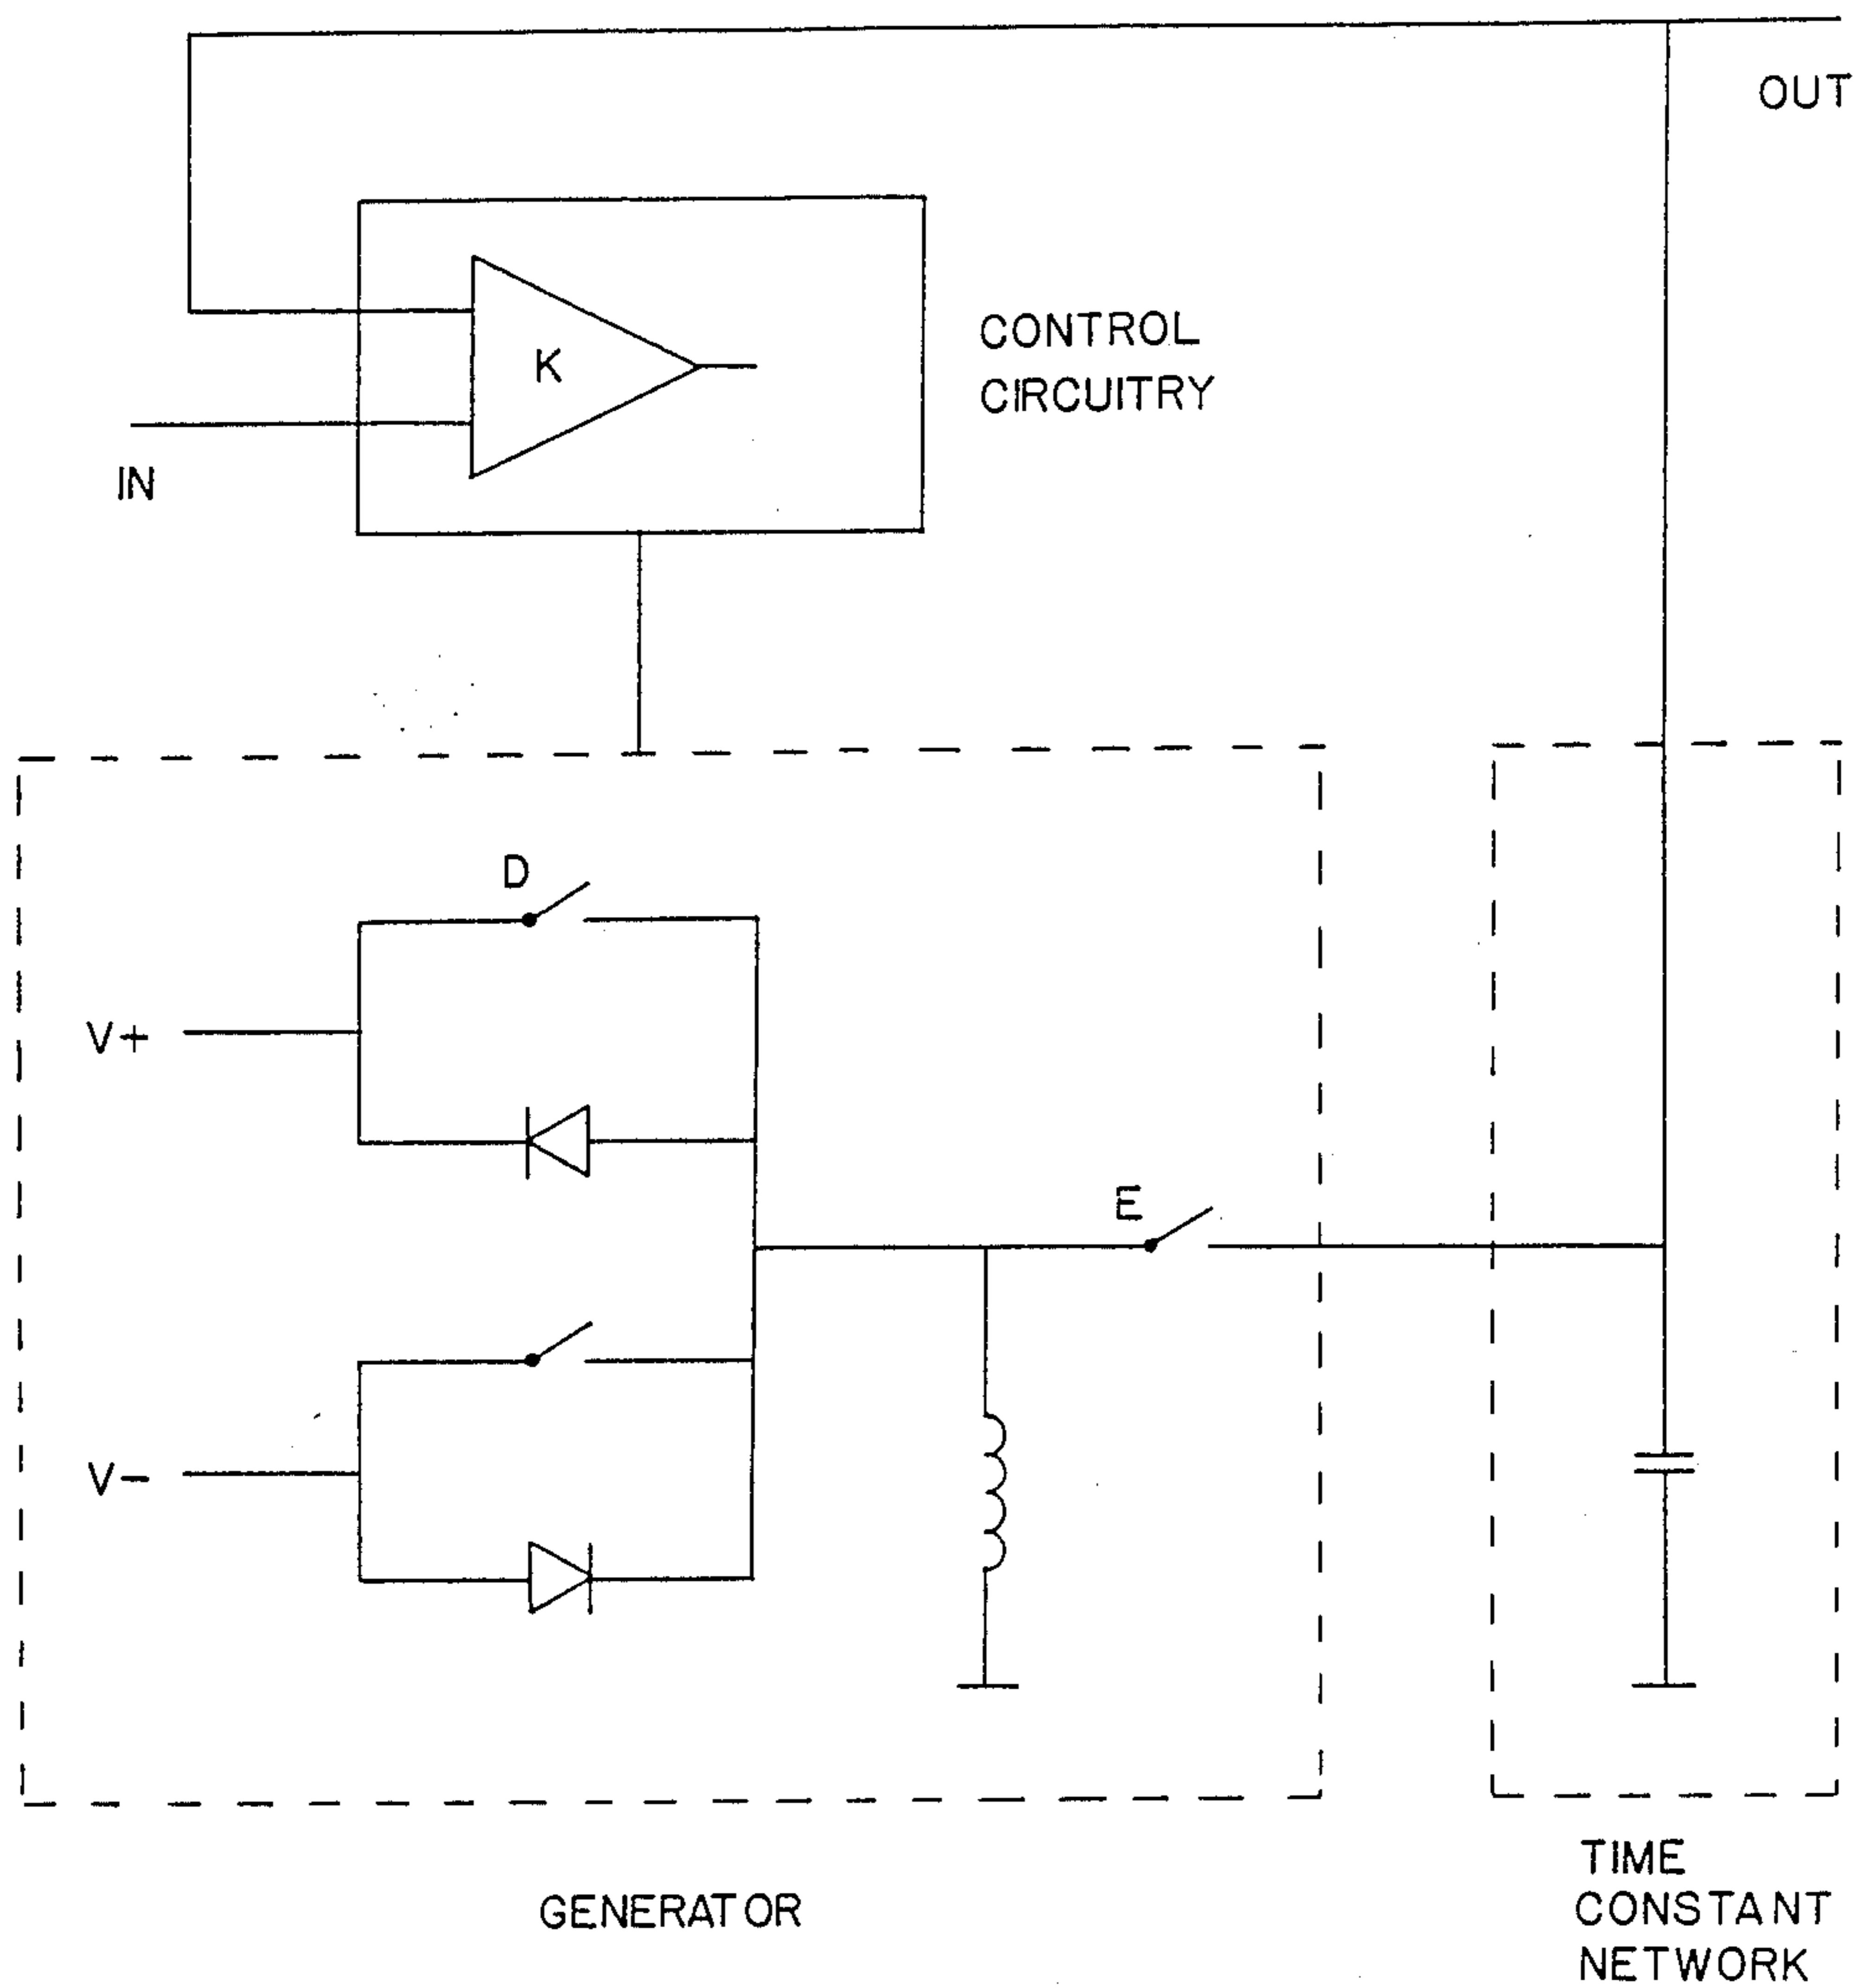 OUT
K
CONTROL
CIRCUITRY
IN
D
V+
E
V-
GENERATOR
TIME
CONSTANT
NETWORK